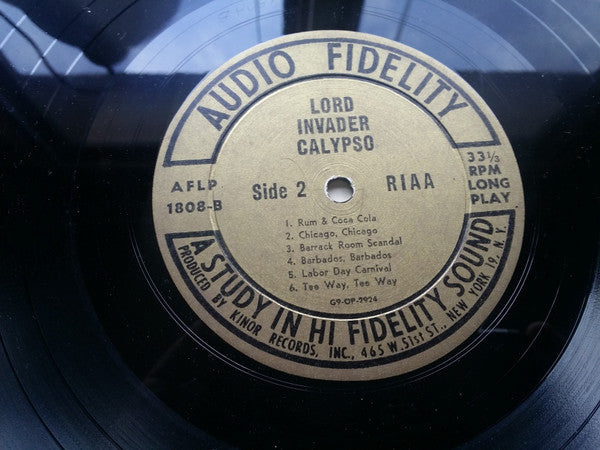 AUDIO FIDELITY
LORD
INVADER
CALYPSO
AFLP
1808-B
Side 2
RIAA
33⅓
RPM
LONG
PLAY
1. Rum & Coca Cola
2. Chicago, Chicago
3. Barrack Room Scandal
4. Barbados, Barbados
5. Labor Day Carnival
6. Tee Way, Tee Way
G9-OP-2924
A STUDY IN HI FIDELITY SOUND
PRODUCED BY KINOR RECORDS, INC., 465 W. 51st ST., NEW YORK 19, N. Y.